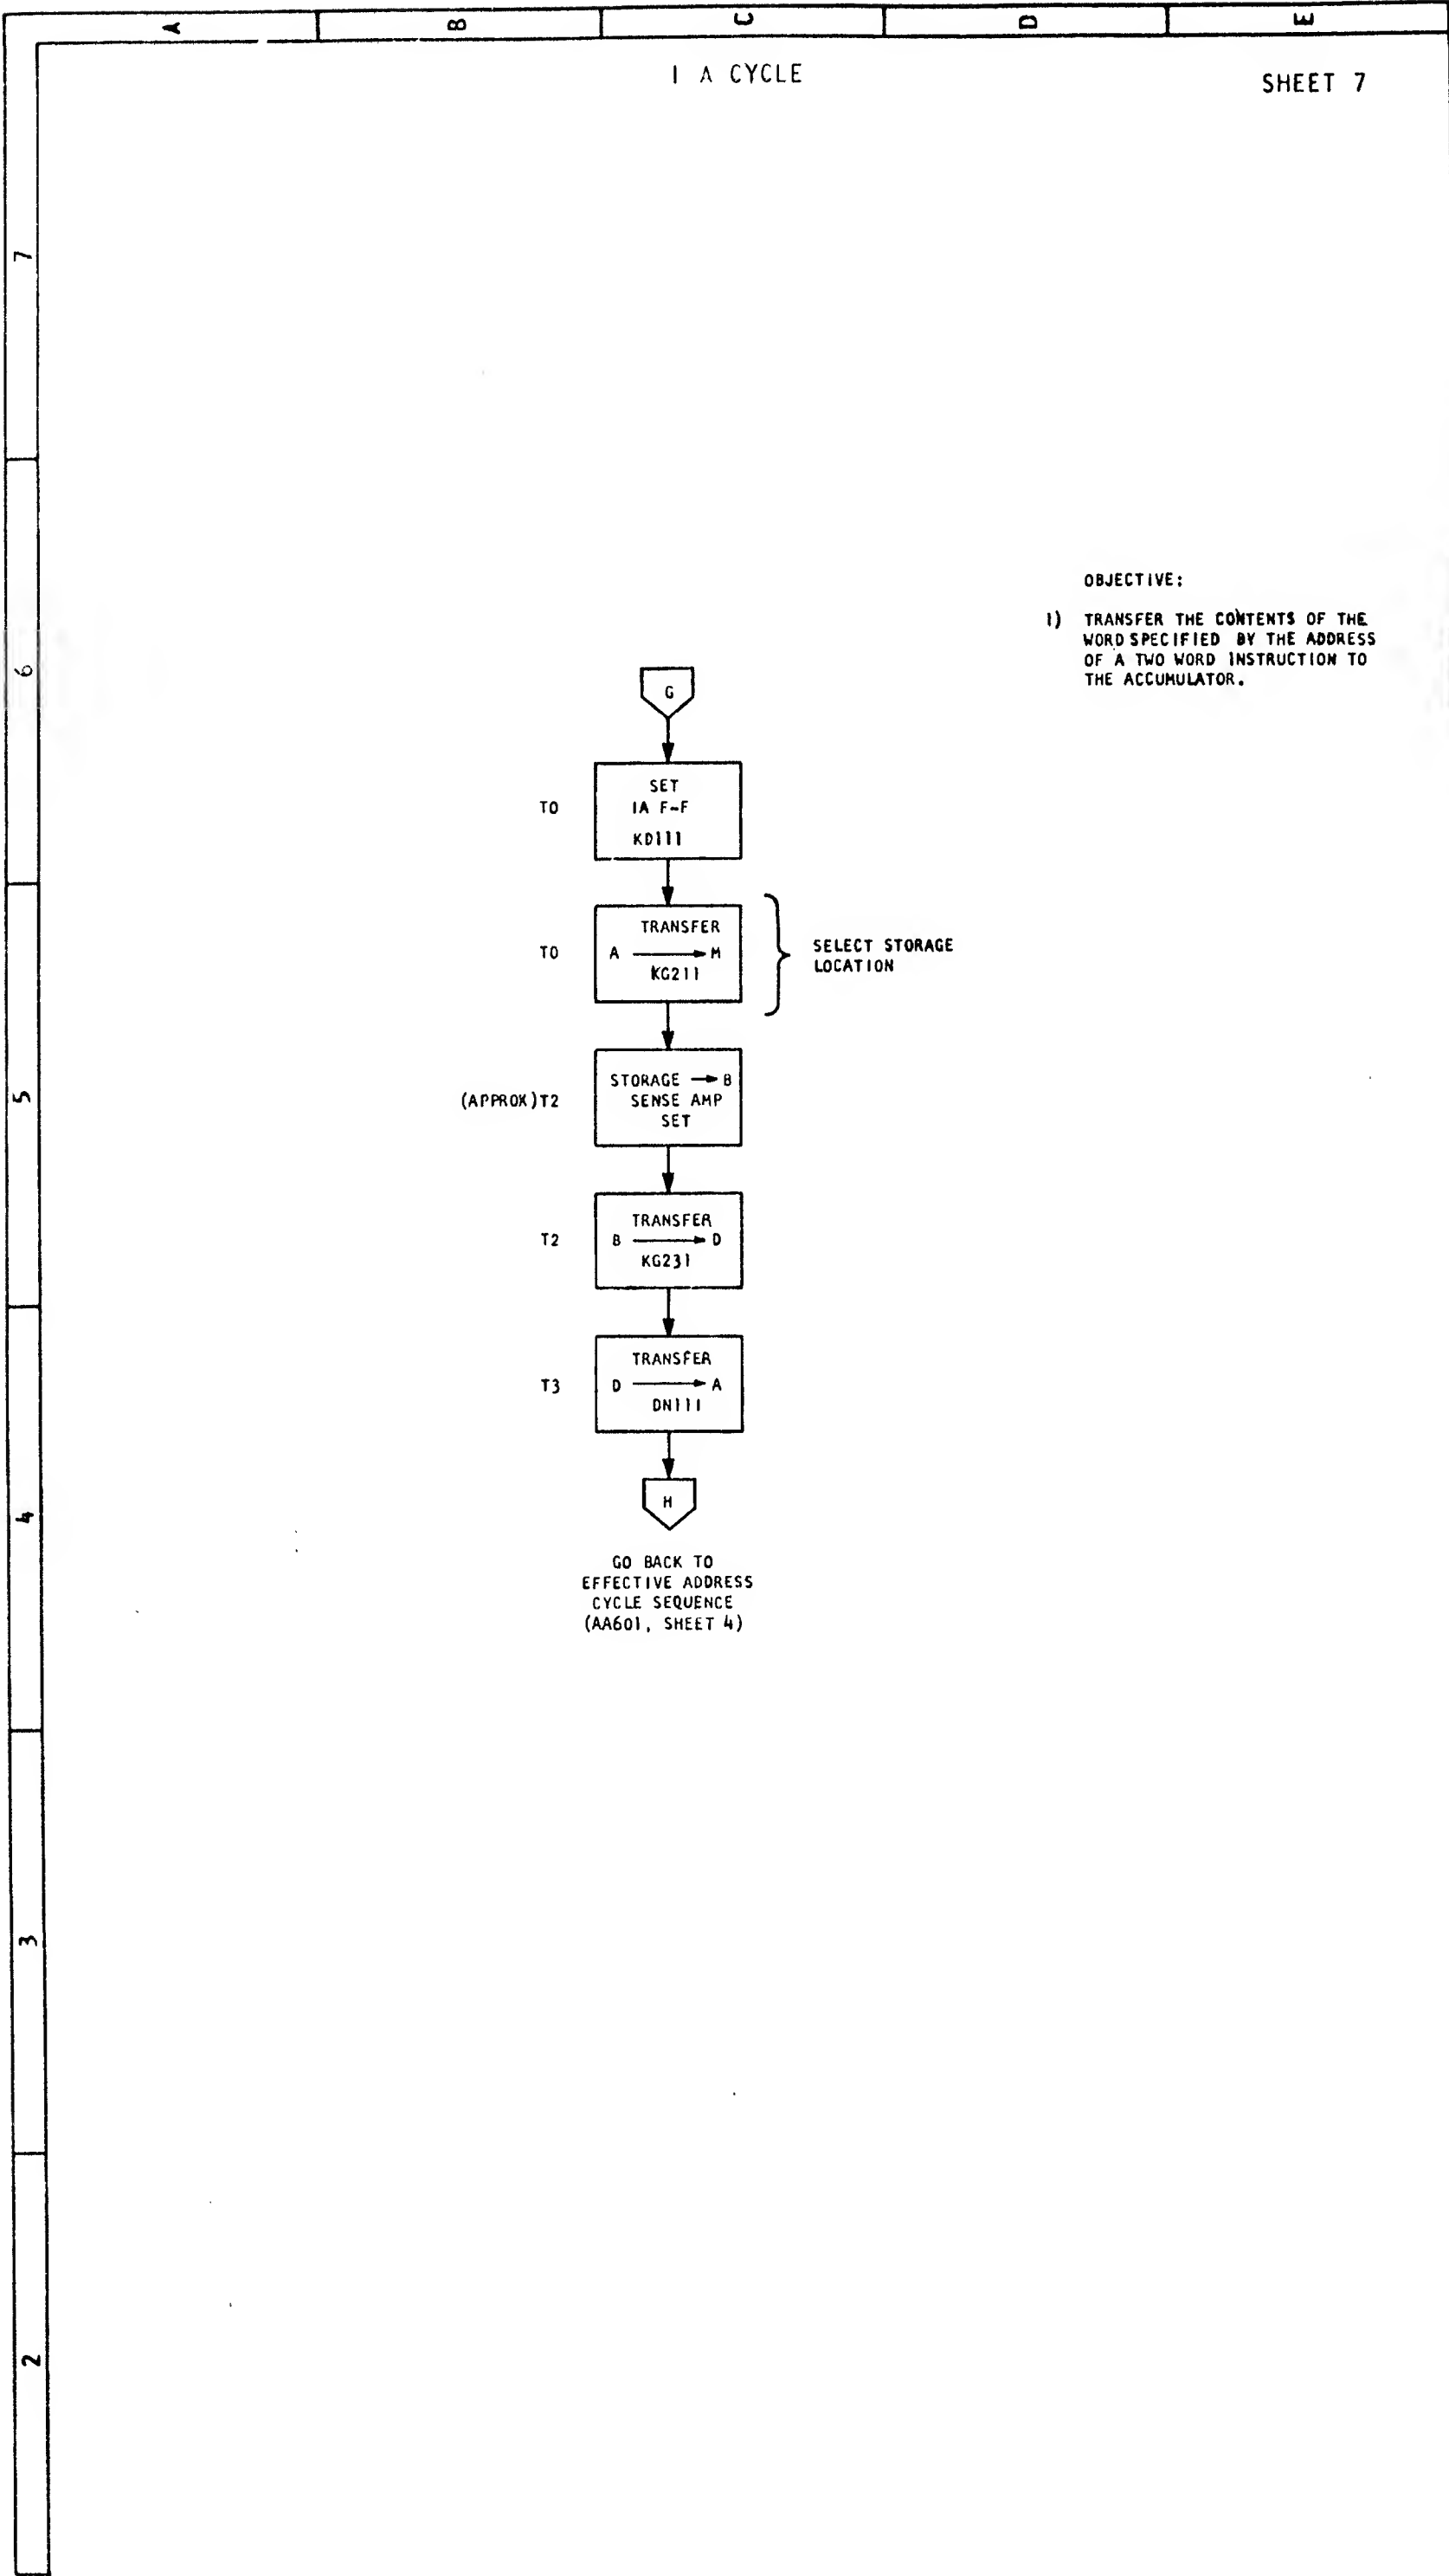 A B C D E
I A CYCLE
SHEET 7
7
OBJECTIVE:
1) TRANSFER THE CONTENTS OF THE
WORD SPECIFIED BY THE ADDRESS
OF A TWO WORD INSTRUCTION TO
THE ACCUMULATOR.
6
G
SET
T0 IA F-F
KD111
TRANSFER
T0 A → M
KG211
SELECT STORAGE
LOCATION
5
STORAGE → B
(APPROX)T2 SENSE AMP
SET
TRANSFER
T2 B → D
KG231
TRANSFER
T3 D → A
DN111
4
H
GO BACK TO
EFFECTIVE ADDRESS
CYCLE SEQUENCE
(AA601, SHEET 4)
3
2